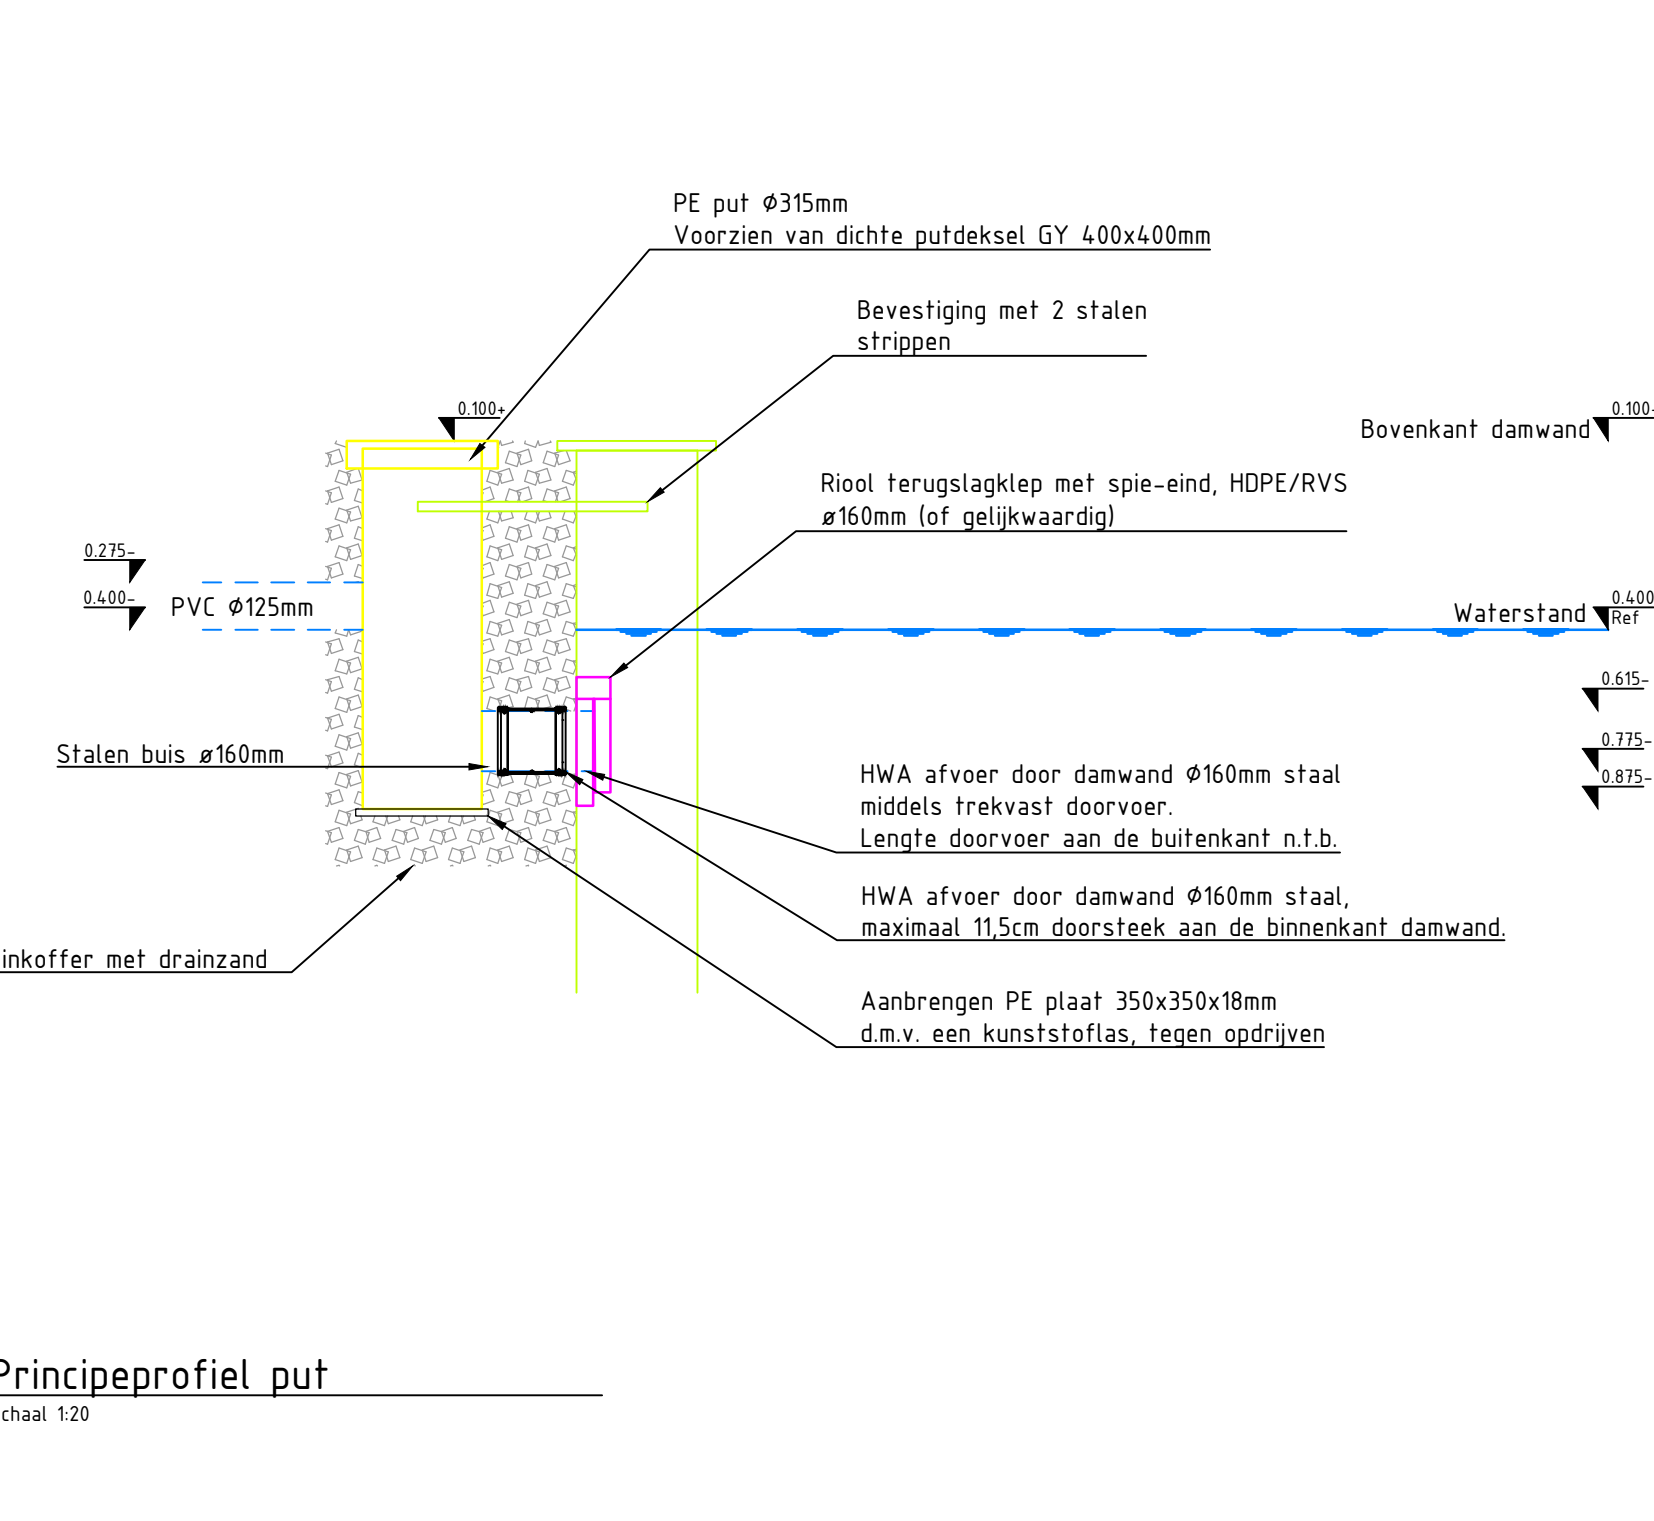 PE put Ø315mm
Voorzien van dichte putdeksel GY 400x400mm
Bevestiging met 2 stalen
strippen
0.100+
0.100-
Bovenkant damwand
Riool terugslagklep met spie-eind, HDPE/RVS
ø160mm (of gelijkwaardig)
0.275-
0.400-
PVC Ø125mm
Waterstand
0.400
Ref
0.615-
0.775-
0.875-
Stalen buis ø160mm
HWA afvoer door damwand Ø160mm staal
middels trekvast doorvoer.
Lengte doorvoer aan de buitenkant n.t.b.
HWA afvoer door damwand Ø160mm staal,
maximaal 11,5cm doorsteek aan de binnenkant damwand.
inkoffer met drainzand
Aanbrengen PE plaat 350x350x18mm
d.m.v. een kunststoflas, tegen opdrijven
Principeprofiel put
chaal 1:20